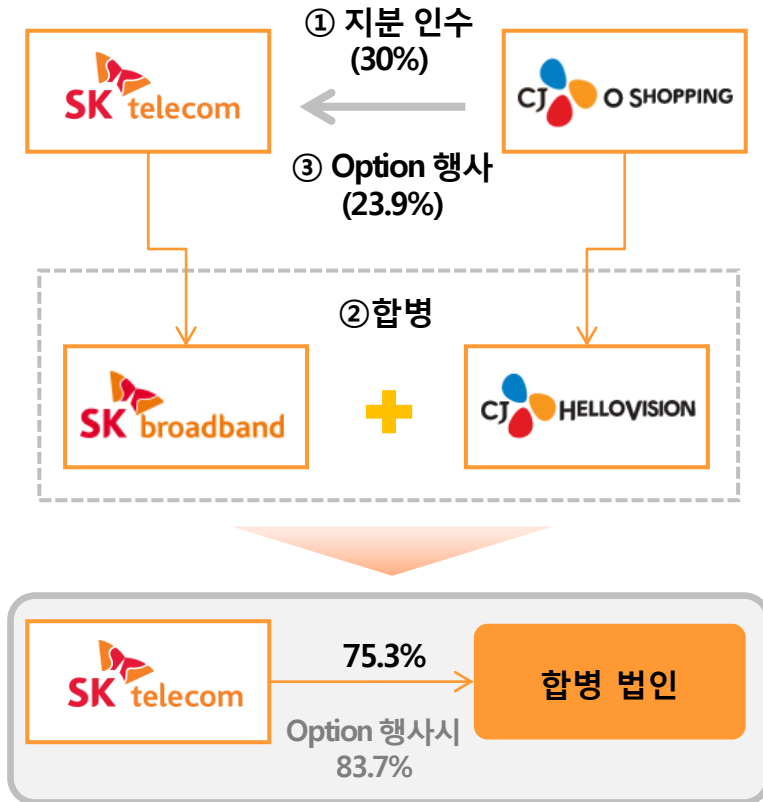 ① 지분 인수
(30%)
SK telecom
CJ O SHOPPING
③ Option 행사
(23.9%)
②합병
SK broadband
CJ HELLOVISION
SK telecom
75.3%
합병 법인
Option 행사시
83.7%